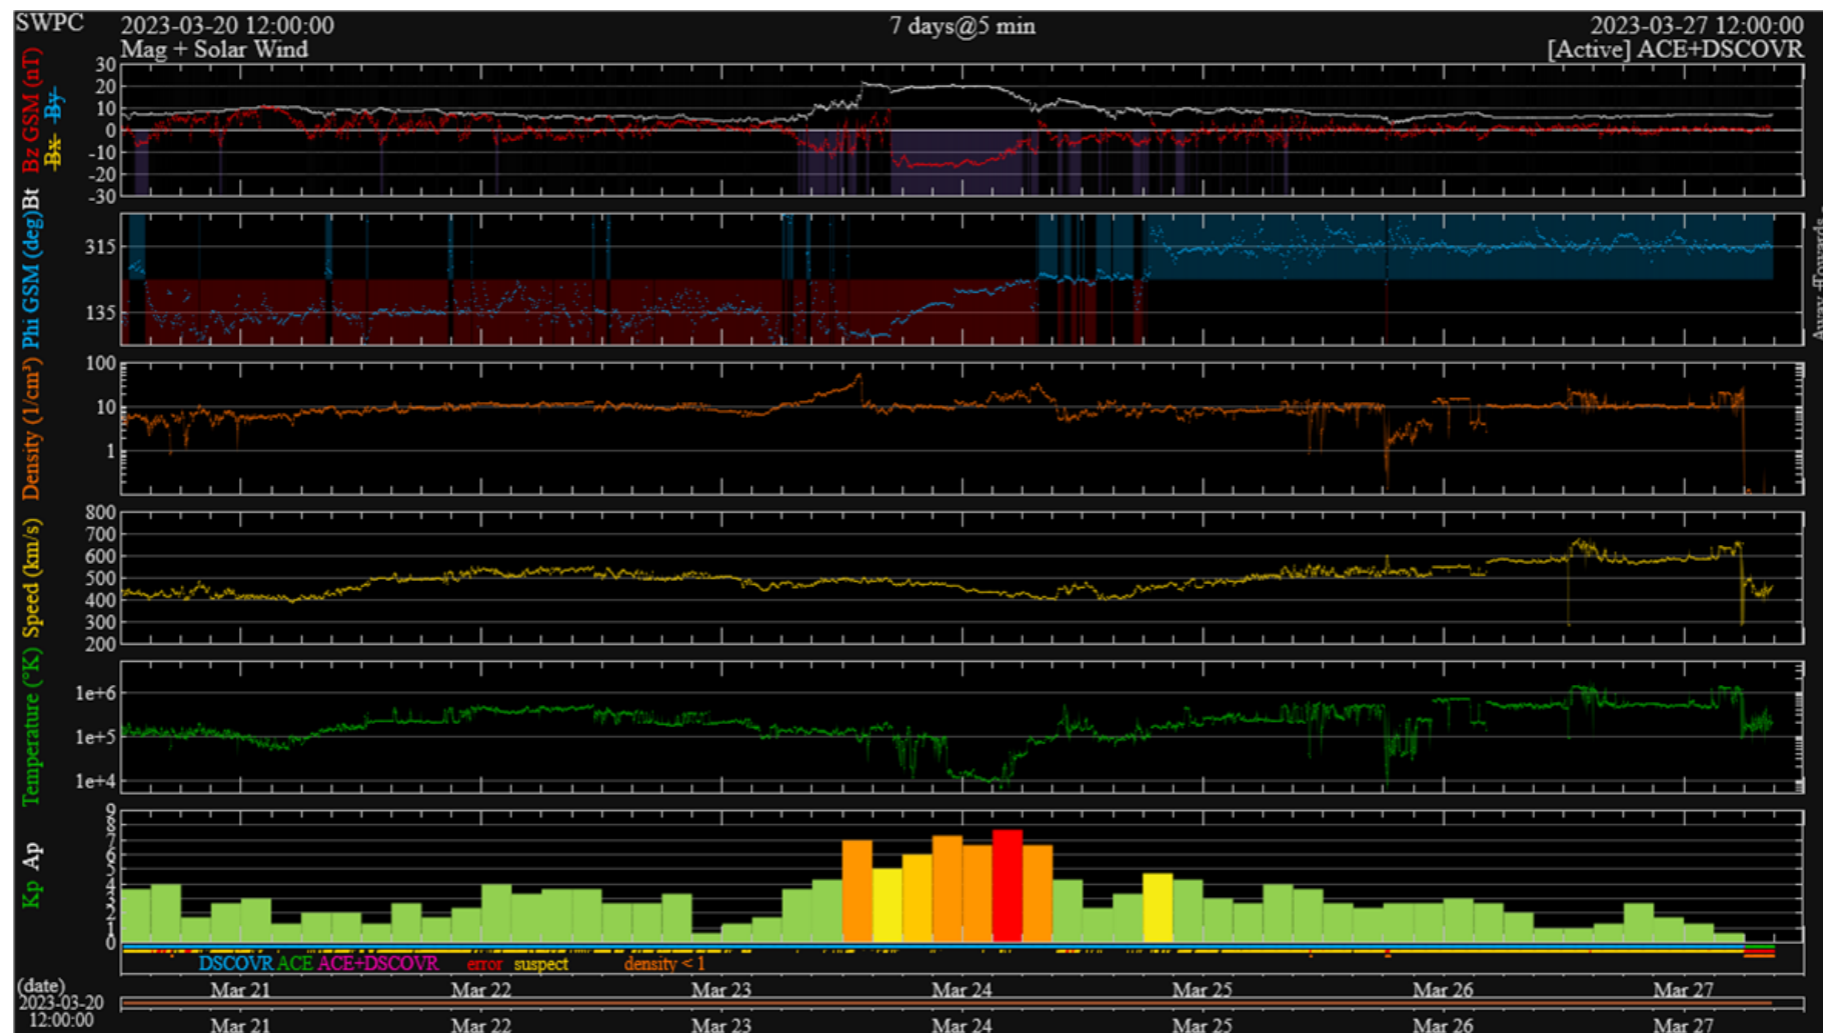 SWPC 2023-03-20 12:00:00 7 days@5 min 2023-03-27 12:00:00
Mag + Solar Wind [Active] ACE+DSCOVR
Bt Bz GSM (nT)
Bx By
30
20
10
0
-10
-20
-30
Phi GSM (deg)
315
135
Away Towards
Density (1/cm³)
100
10
1
Speed (km/s)
800
700
600
500
400
300
200
Temperature (°K)
1e+6
1e+5
1e+4
Kp Ap
9
8
7
6
5
4
3
2
1
0
DSCOVR ACE ACE+DSCOVR error suspect density < 1
(date) Mar 21 Mar 22 Mar 23 Mar 24 Mar 25 Mar 26 Mar 27
2023-03-20
12:00:00 Mar 21 Mar 22 Mar 23 Mar 24 Mar 25 Mar 26 Mar 27